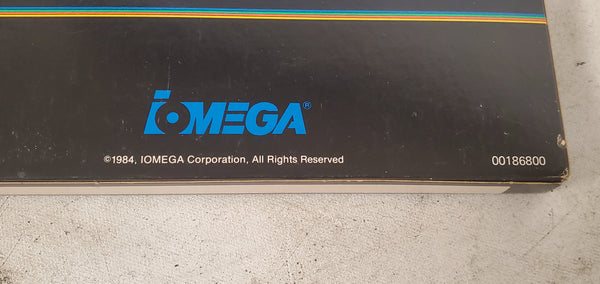 IOMEGA®
©1984, IOMEGA Corporation, All Rights Reserved
00186800